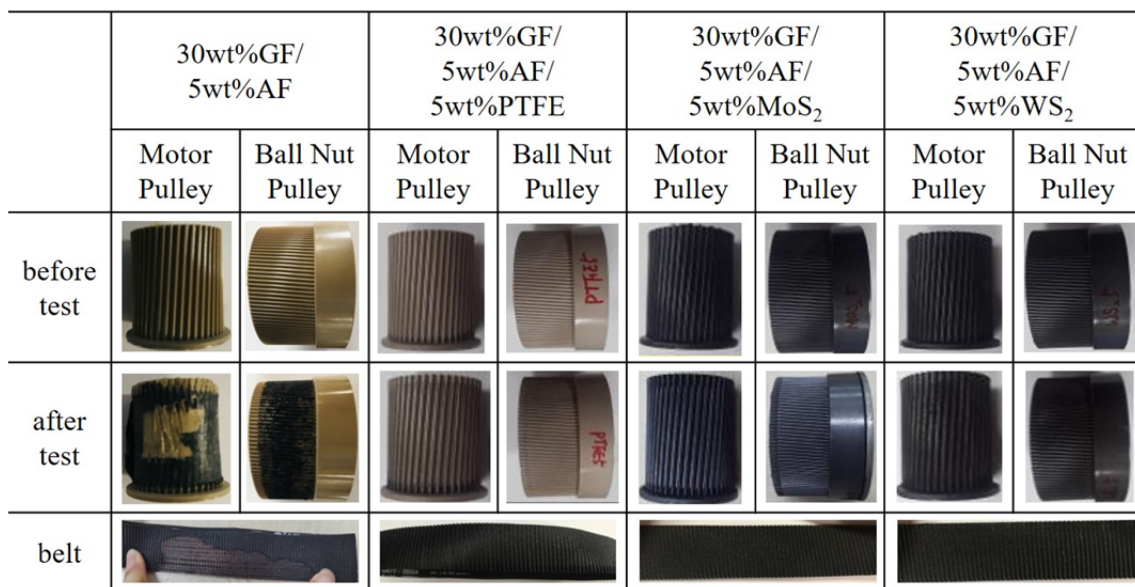 30wt%GF/
5wt%AF
30wt%GF/
5wt%AF/
5wt%PTFE
30wt%GF/
5wt%AF/
5wt%MoS₂
30wt%GF/
5wt%AF/
5wt%WS₂
Motor
Pulley
Ball Nut
Pulley
Motor
Pulley
Ball Nut
Pulley
Motor
Pulley
Ball Nut
Pulley
Motor
Pulley
Ball Nut
Pulley
before
test
after
test
belt